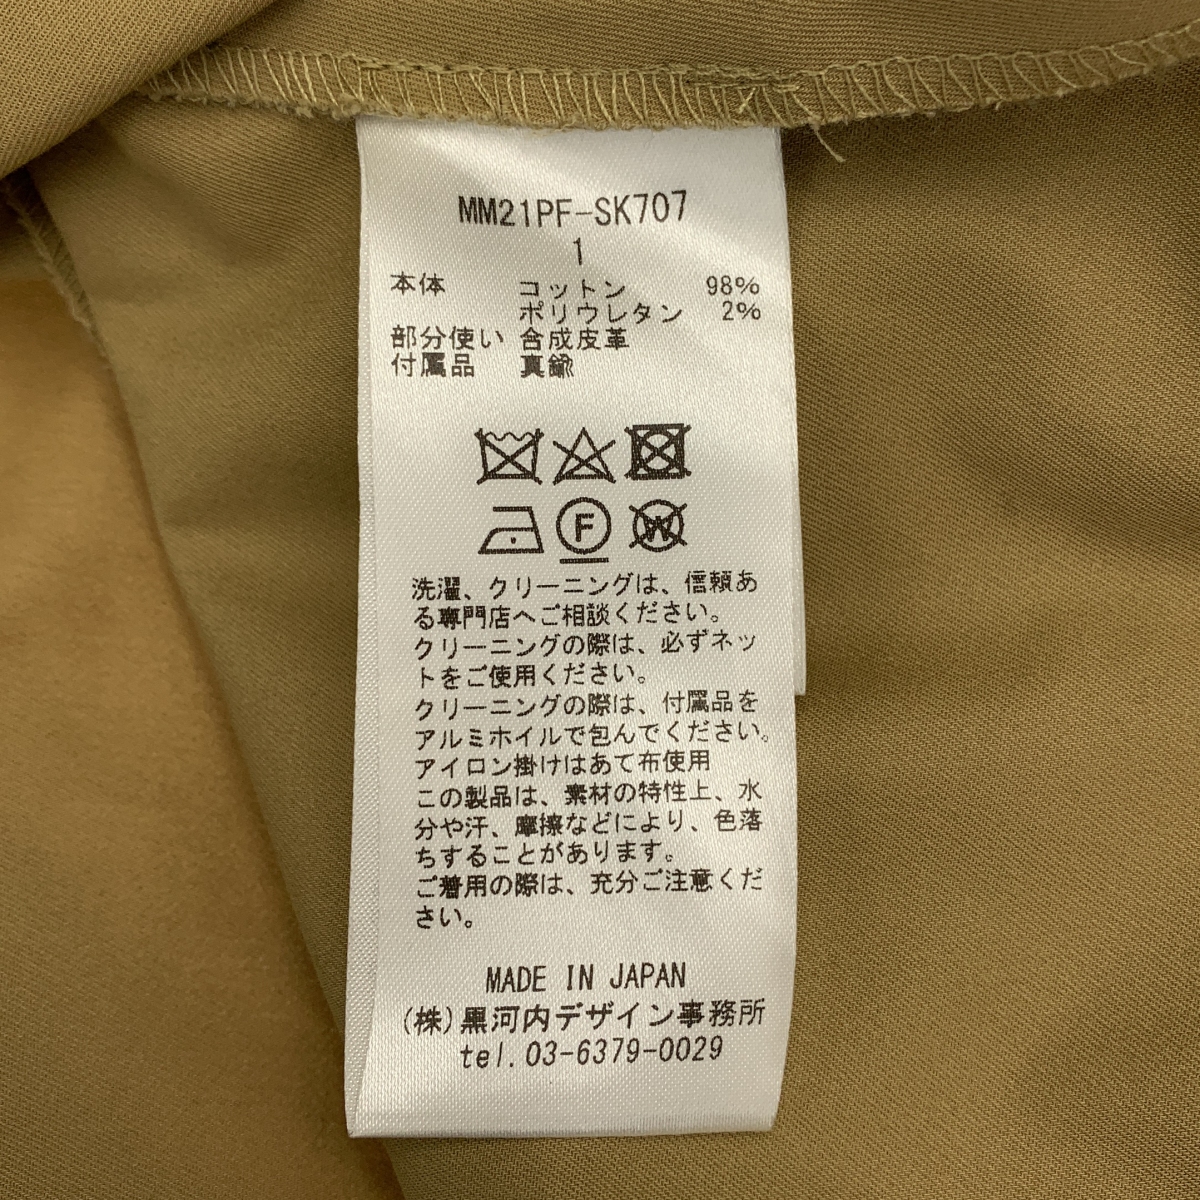 MM21PF-SK707
1
本体 コットン 98%
ポリウレタン 2%
部分使い 合成皮革
付属品 真鍮
F W
洗濯、クリーニングは、信頼あ
る専門店へご相談ください。
クリーニングの際は、必ずネッ
トをご使用ください。
クリーニングの際は、付属品を
アルミホイルで包んでください。
アイロン掛けはあて布使用
この製品は、素材の特性上、水
分や汗、摩擦などにより、色落
ちすることがあります。
ご着用の際は、充分ご注意くだ
さい。
MADE IN JAPAN
(株)黒河内デザイン事務所
tel.03-6379-0029